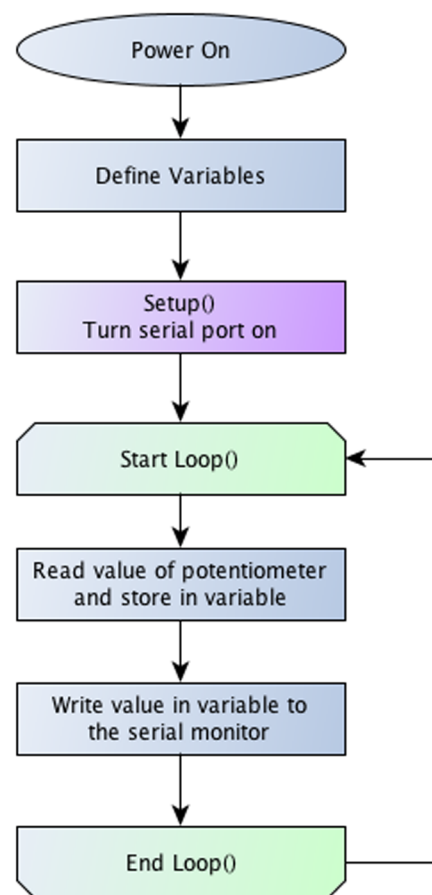 Power On
Define Variables
Setup()
Turn serial port on
Start Loop()
Read value of potentiometer
and store in variable
Write value in variable to
the serial monitor
End Loop()